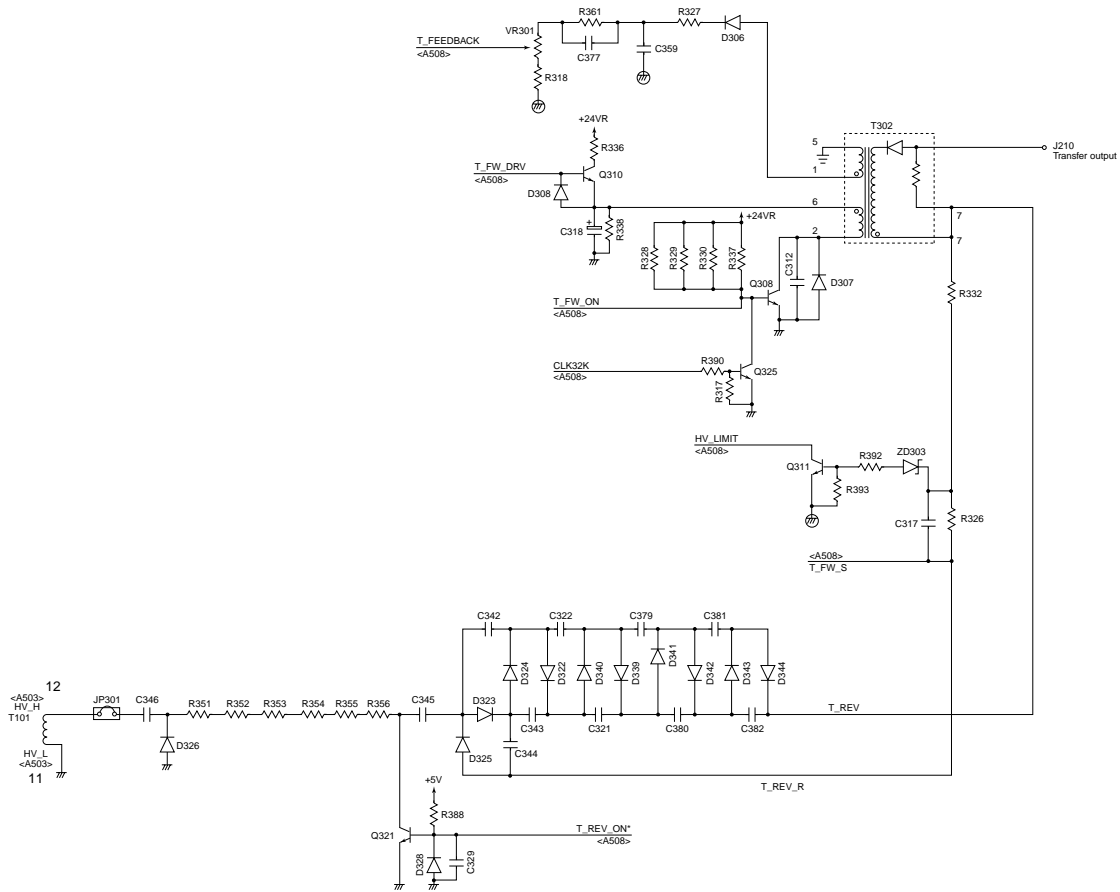 R361
R327
VR301
D306
T_FEEDBACK
<A508>
C377
C359
R318
T302
+24VR
5
J210
Transfer output
R336
T_FW_DRV
<A508>
Q310
1
D308
6
+24VR
7
C318
R338
2
7
R328
R329
R330
R337
Q308
C312
D307
R332
T_FW_ON
<A508>
CLK32K
<A508>
R390
R317
Q325
HV_LIMIT
<A508>
R392
ZD303
Q311
R393
C317
R326
<A508>
T_FW_S
C342
C322
C379
C381
D324
D322
D340
D339
D341
D342
D343
D344
12
<A503>
HV_H
T101
JP301
C346
R351
R352
R353
R354
R355
R356
C345
D323
T_REV
C343
C321
C380
C382
D326
D325
C344
HV_L
<A503>
11
+5V
T_REV_R
R388
Q321
T_REV_ON*
<A508>
D328
C329